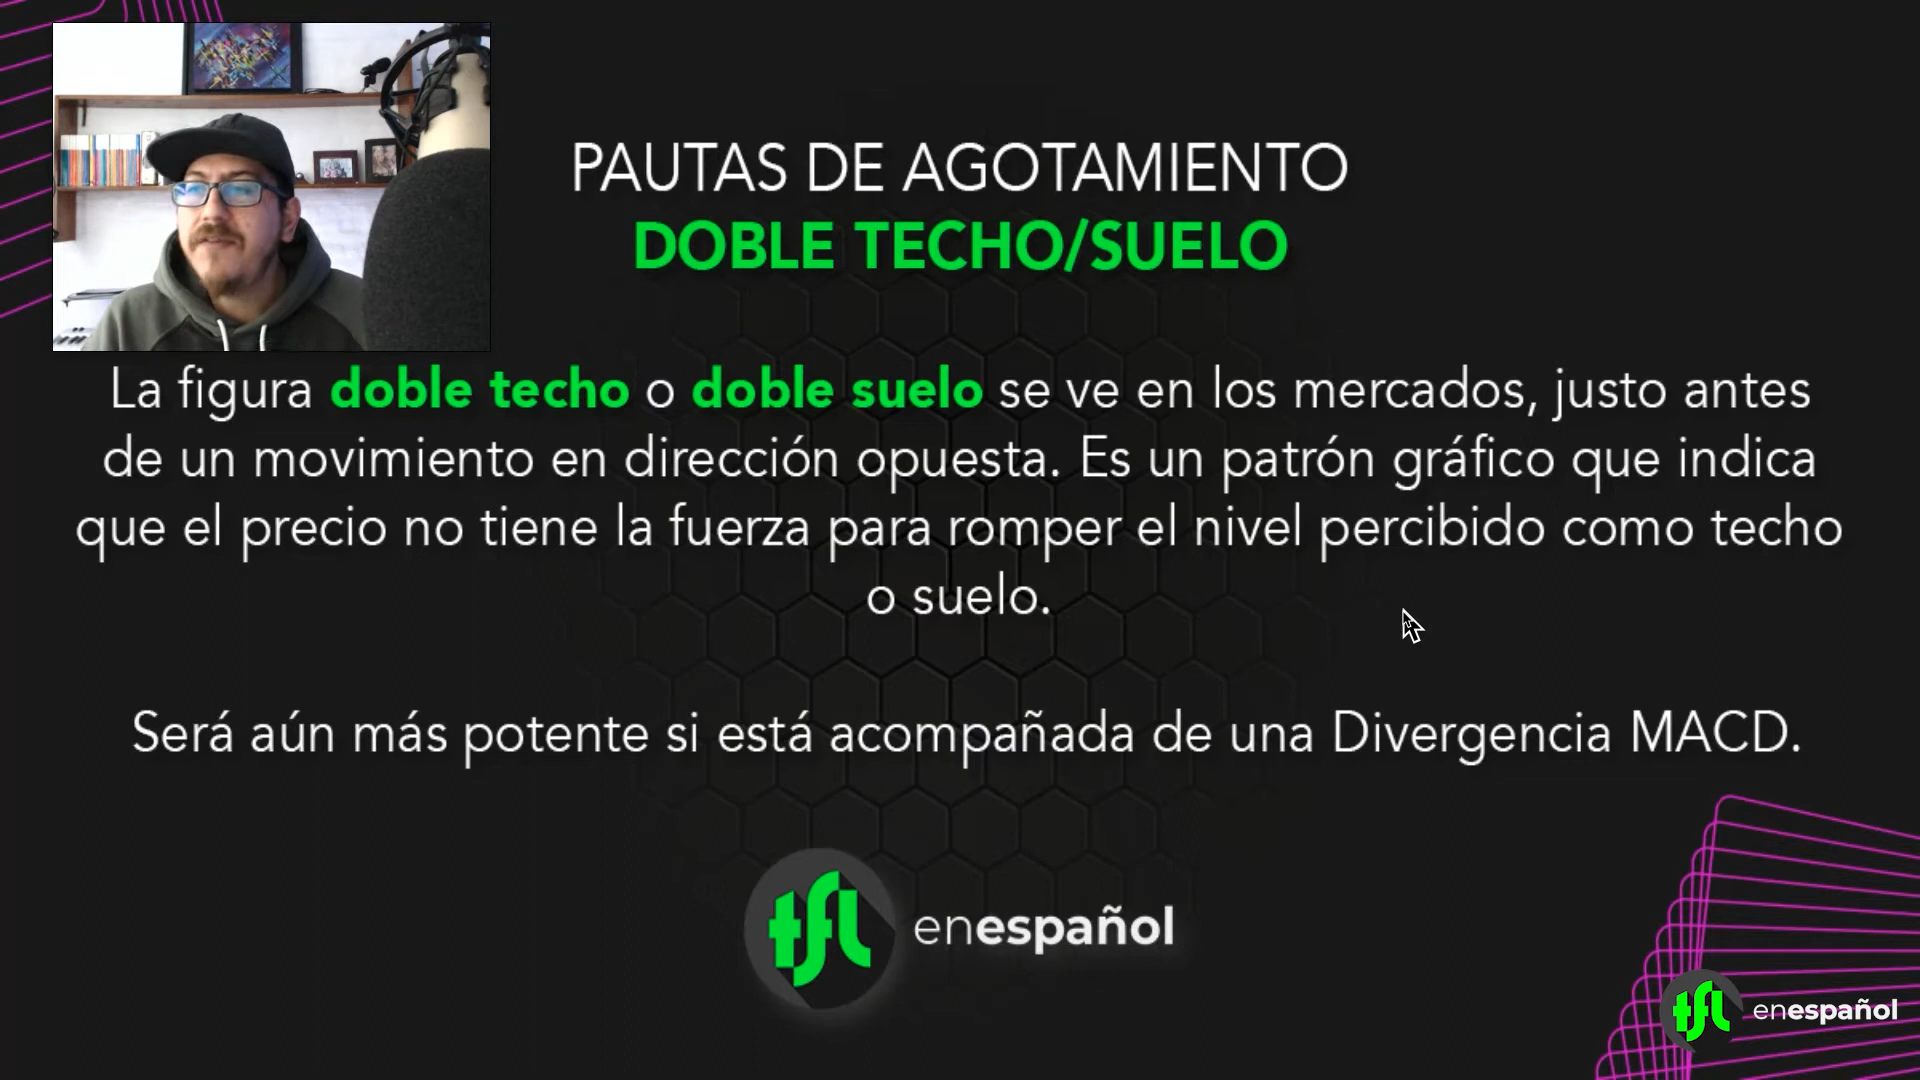 PAUTAS DE AGOTAMIENTO
DOBLE TECHO/SUELO
La figura doble techo o doble suelo se ve en los mercados, justo antes
de un movimiento en dirección opuesta. Es un patrón gráfico que indica
que el precio no tiene la fuerza para romper el nivel percibido como techo
o suelo.
Será aún más potente si está acompañada de una Divergencia MACD.
tfl enespañol
tfl enespañol